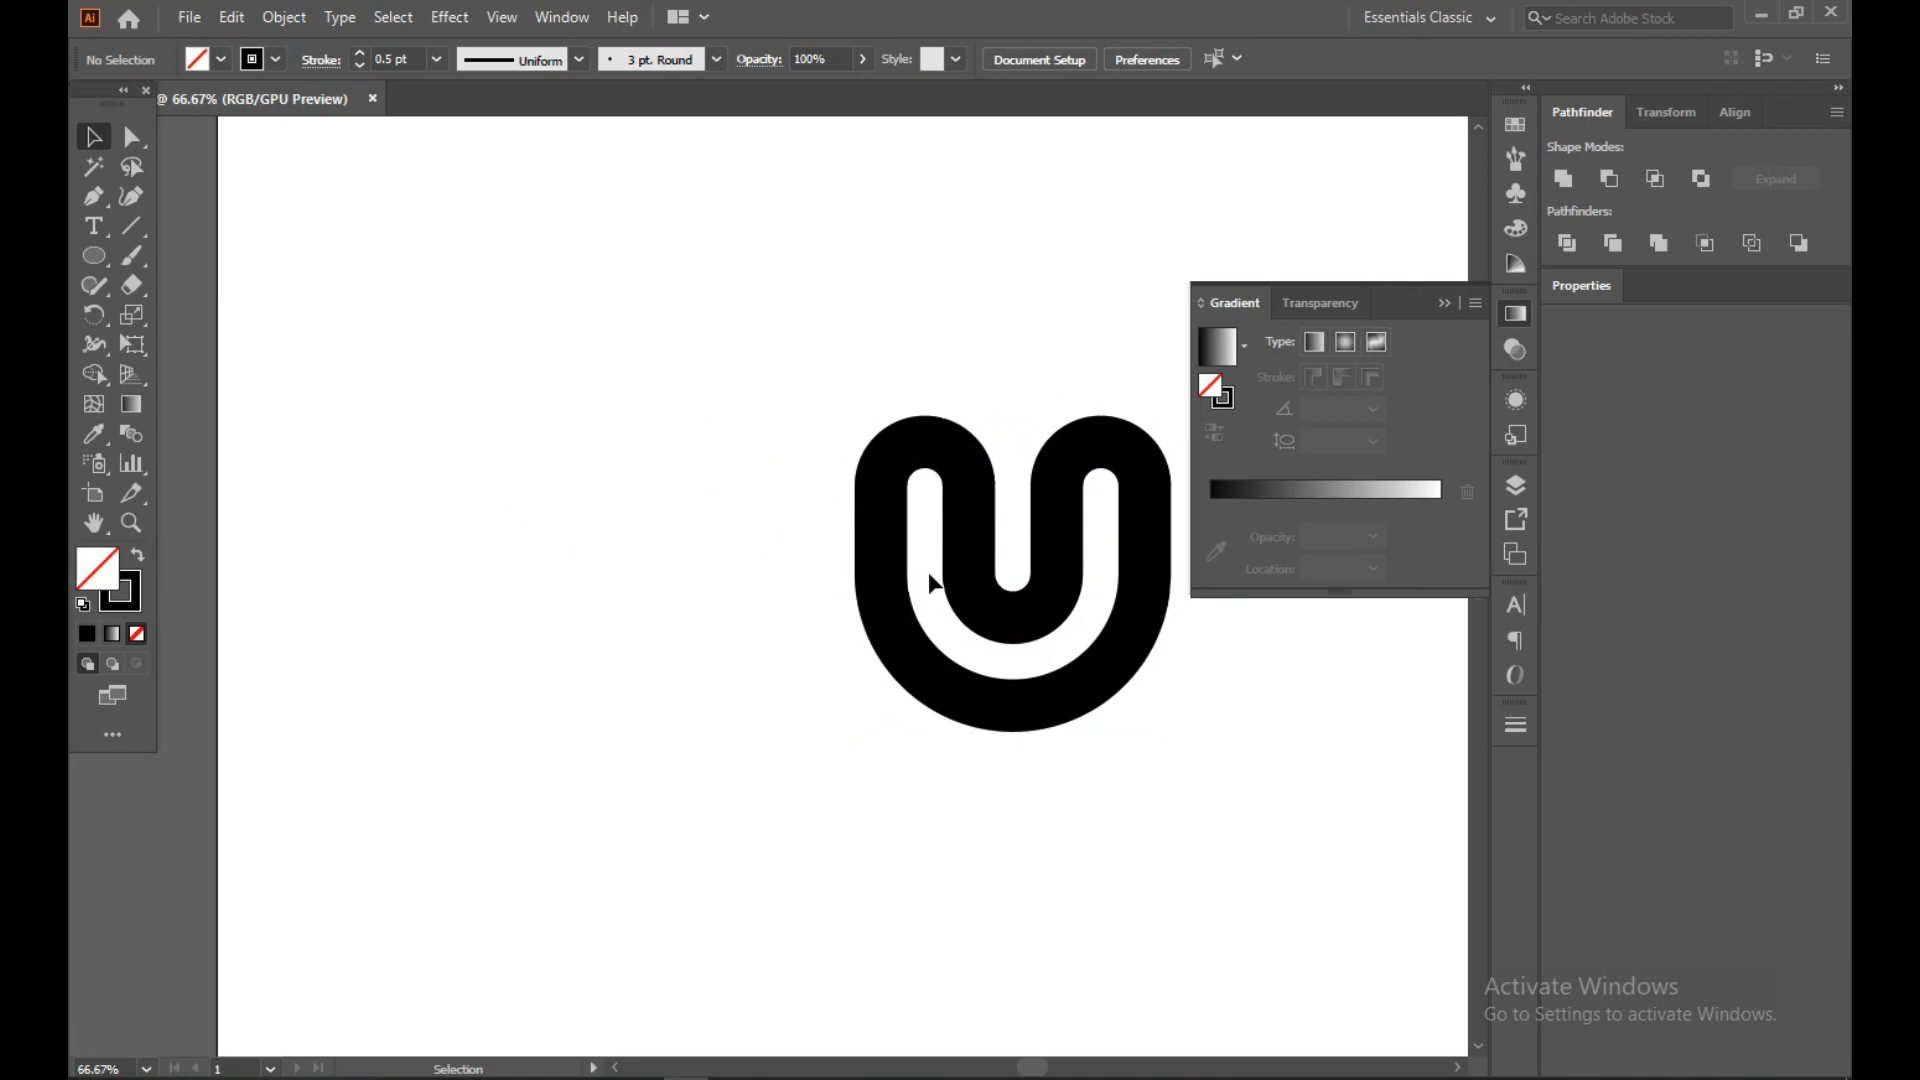 Ai File Edit Object Type Select Effect View Window Help Essentials Classic Search Adobe Stock
No Selection Stroke: 0.5 pt Uniform 3 pt. Round Opacity: 100% Style: Document Setup Preferences
@ 66.67% (RGB/GPU Preview)
Pathfinder Transform Align
Shape Modes:
Expand
Pathfinders:
Properties
Gradient Transparency
Type:
Stroke:
Opacity:
Location:
Activate Windows
Go to Settings to activate Windows.
66.67% 1 Selection